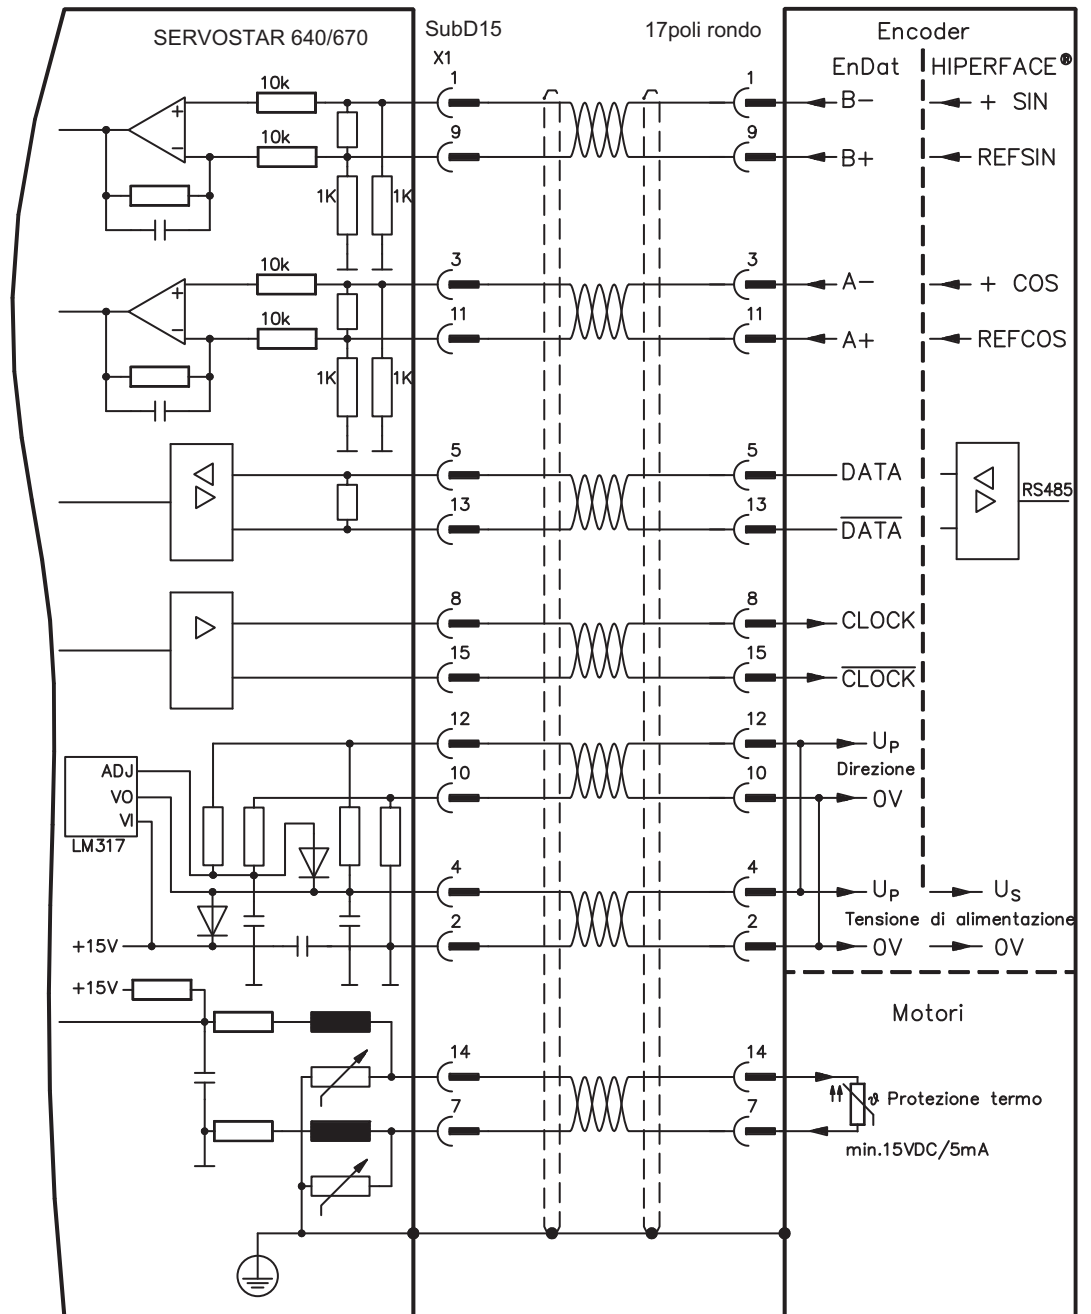 SERVOSTAR 640/670
SubD15
17poli rondo
Encoder
X1
EnDat
HIPERFACE®
10k
1
1
B-
+ SIN
10k
9
9
B+
REFSIN
1K
1K
10k
3
3
A-
+ COS
10k
11
11
A+
REFCOS
1K
1K
5
5
DATA
RS485
13
13
D̅A̅T̅A̅
8
8
CLOCK
15
15
C̅L̅O̅C̅K̅
12
12
UP
ADJ
Direzione
VO
10
10
0V
VI
LM317
4
4
UP
US
Tensione di alimentazione
+15V
2
2
0V
0V
+15V
Motori
14
14
ϑ Protezione termo
7
7
min.15VDC/5mA